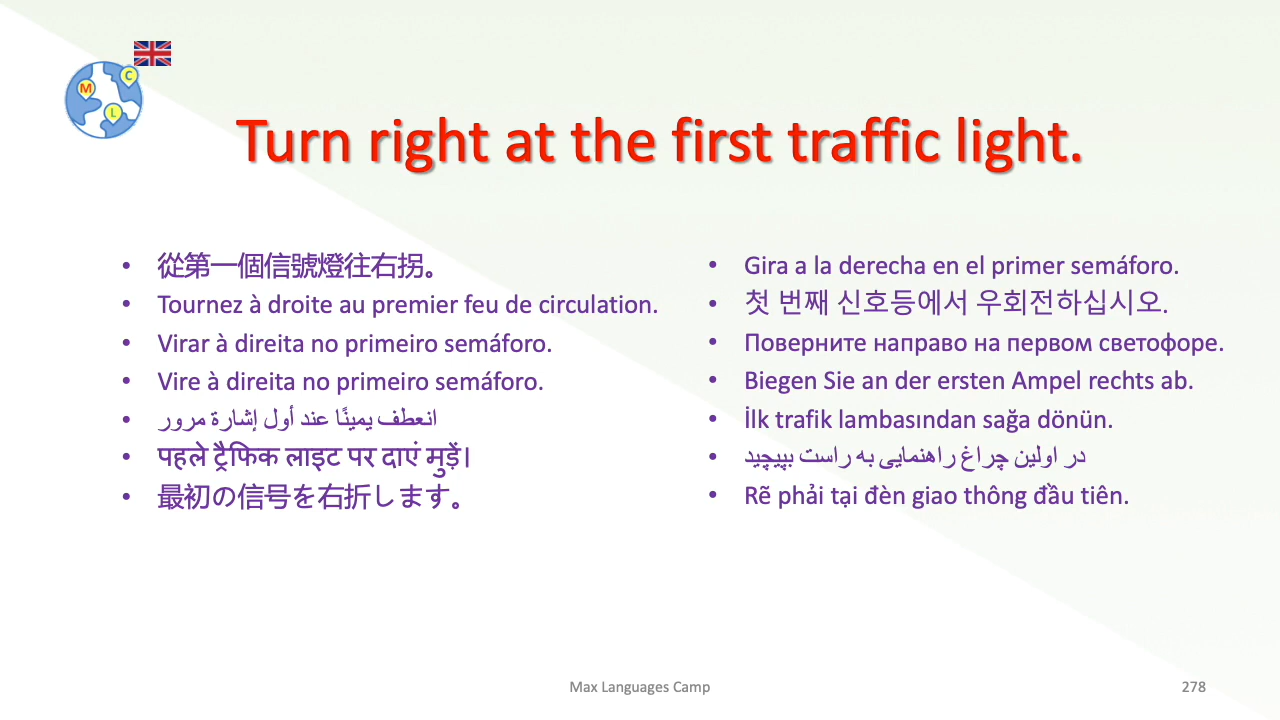 M
C
L
Turn right at the first traffic light.
• 從第一個信號燈往右拐。
• Tournez à droite au premier feu de circulation.
• Virar à direita no primeiro semáforo.
• Vire à direita no primeiro semáforo.
• انعطف يمينًا عند أول إشارة مرور
• पहले ट्रैफिक लाइट पर दाएं मुड़ें।
• 最初の信号を右折します。
• Gira a la derecha en el primer semáforo.
• 첫 번째 신호등에서 우회전하십시오.
• Поверните направо на первом светофоре.
• Biegen Sie an der ersten Ampel rechts ab.
• İlk trafik lambasından sağa dönün.
• در اولین چراغ راهنمایی به راست بپیچید
• Rẽ phải tại đèn giao thông đầu tiên.
Max Languages Camp
278